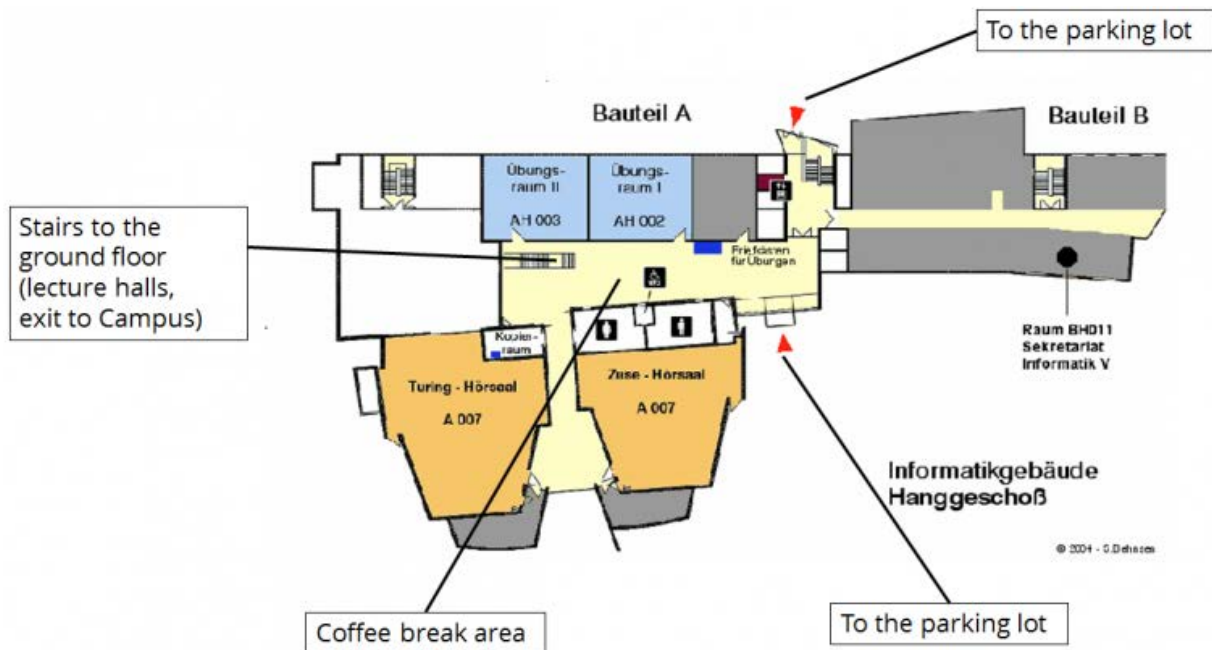 To the parking lot
Bauteil A
Bauteil B
Übungs-
raum II
AH 003
Übungs-
raum I
AH 002
Stairs to the
ground floor
(lecture halls,
exit to Campus)
für Übungen
Kopier-
raum
Turing - Hörsaal
A 007
Zuse - Hörsaal
A 007
Raum BH011
Sekretariat
Informatik V
Informatikgebäude
Hanggeschoß
© 2004 - S.Dehnsen
Coffee break area
To the parking lot